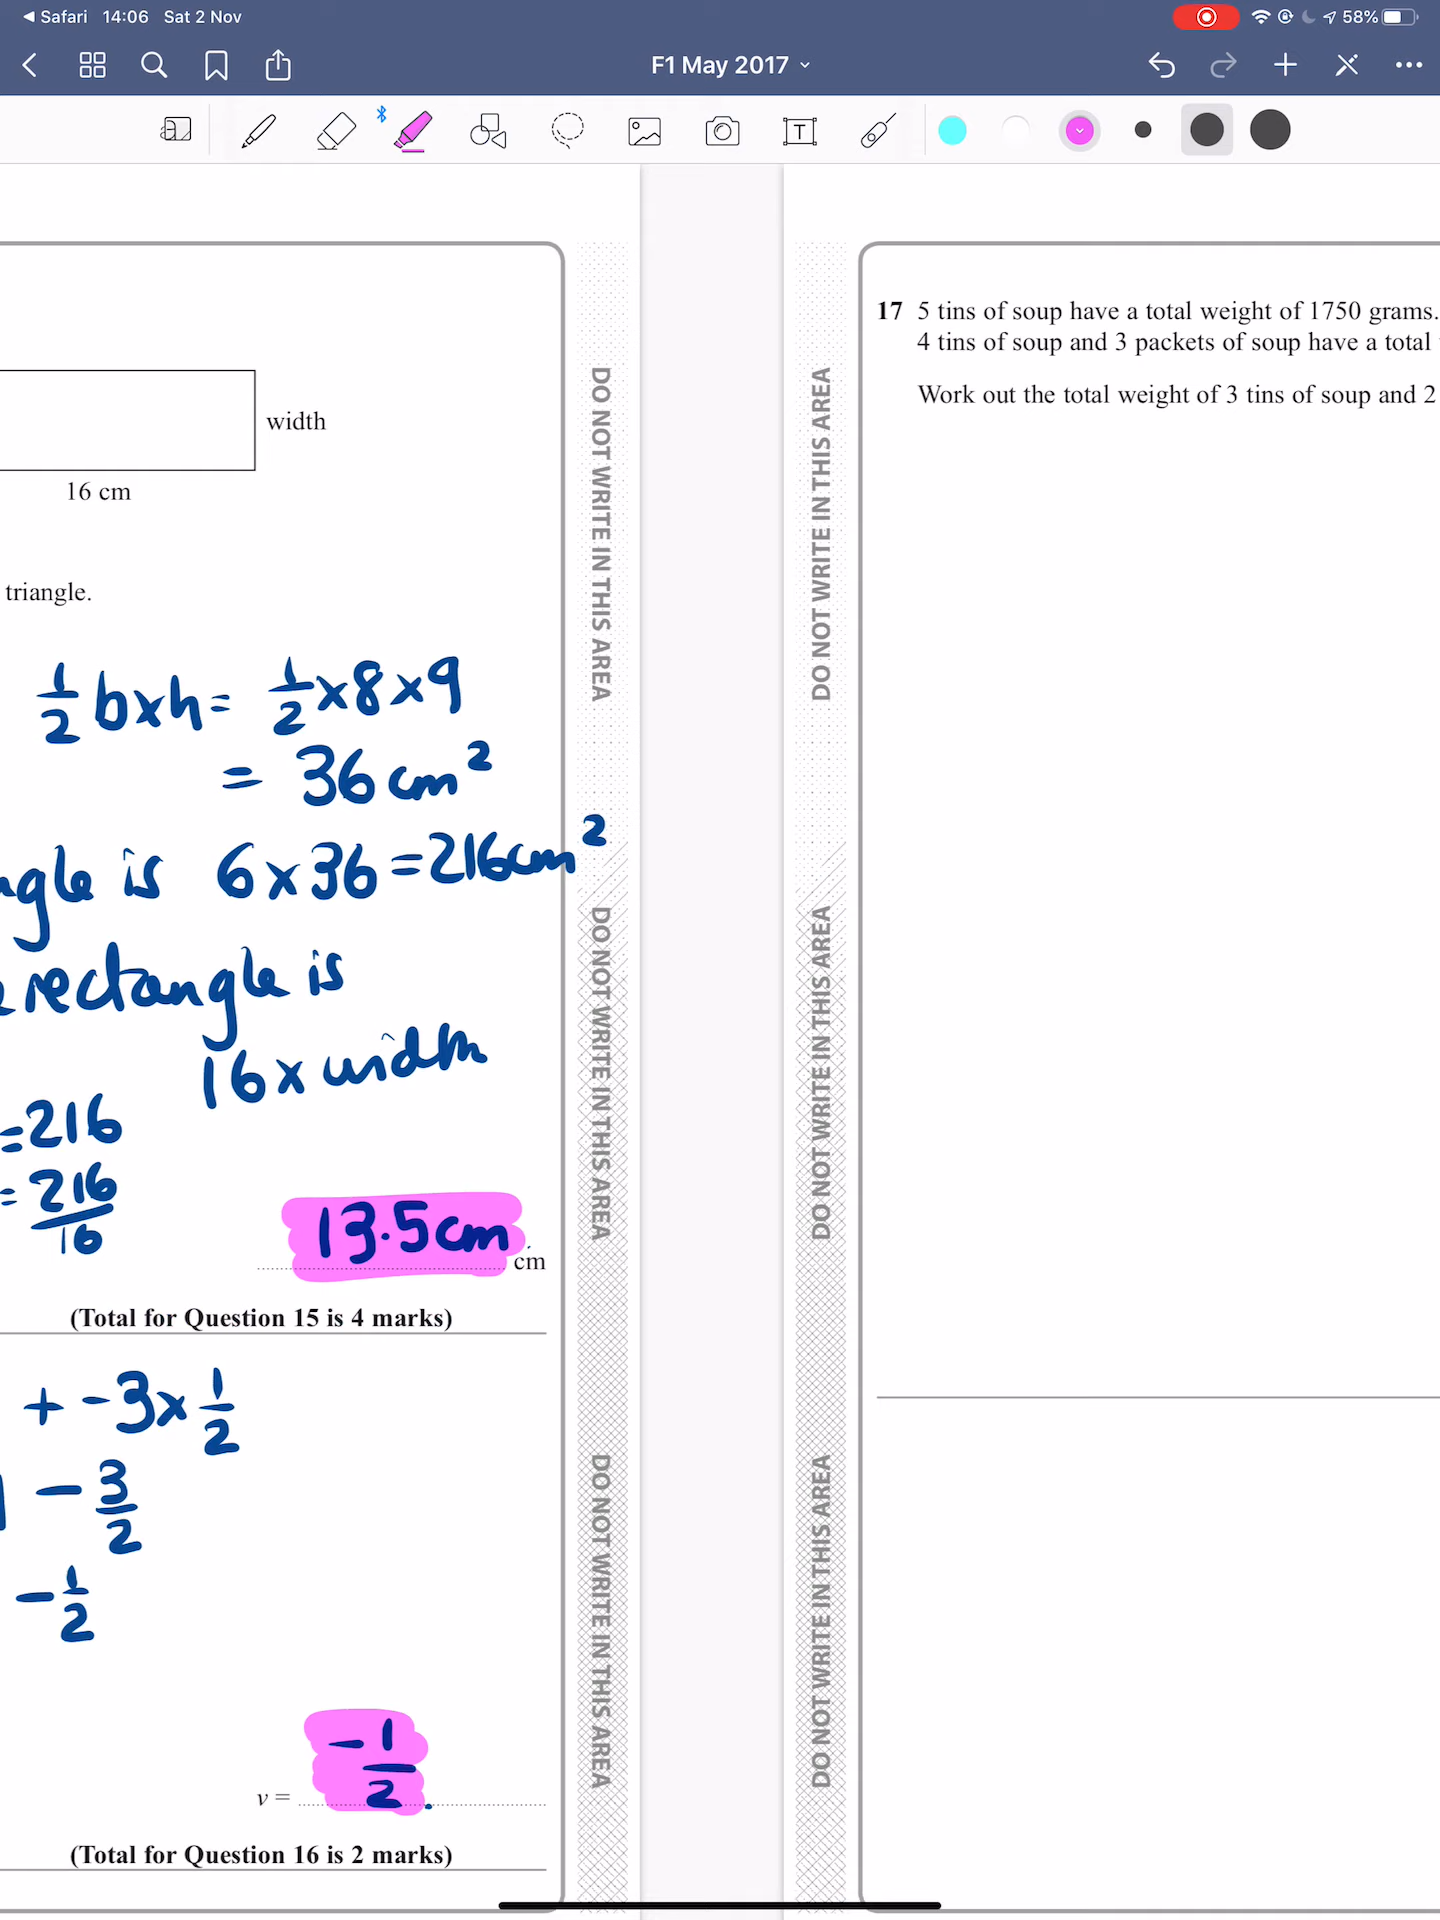 Safari 14:06 Sat 2 Nov 58%
F1 May 2017
width
16 cm
triangle.
½ b×h = ½ ×8×9
= 36 cm²
ngle is 6×36 = 216cm²
rectangle is
16 × width
=216
= 216/16
13.5cm cm
(Total for Question 15 is 4 marks)
+ -3× ½
- 3/2
- ½
v = - ½ .
(Total for Question 16 is 2 marks)
DO NOT WRITE IN THIS AREA
DO NOT WRITE IN THIS AREA
DO NOT WRITE IN THIS AREA
DO NOT WRITE IN THIS AREA
DO NOT WRITE IN THIS AREA
DO NOT WRITE IN THIS AREA
17 5 tins of soup have a total weight of 1750 grams.
4 tins of soup and 3 packets of soup have a total
Work out the total weight of 3 tins of soup and 2